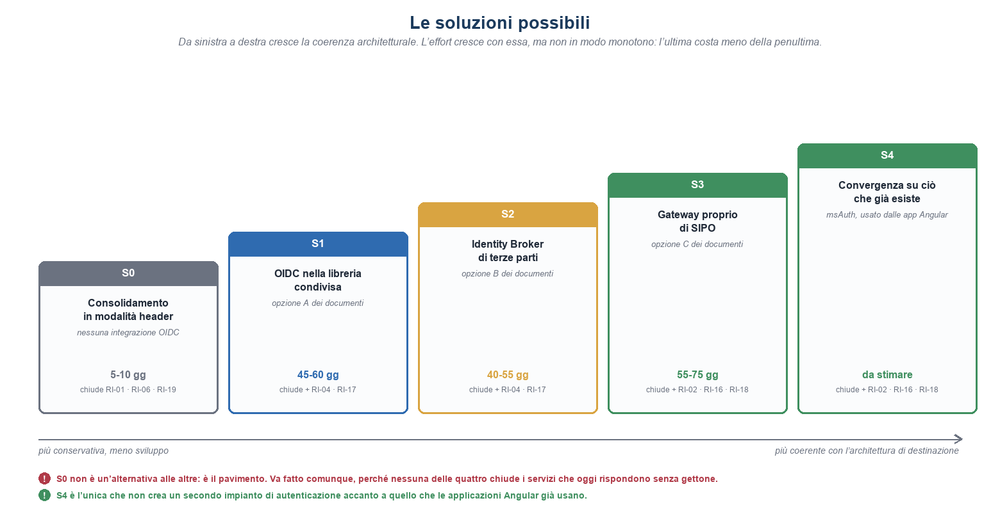 Le soluzioni possibili
Da sinistra a destra cresce la coerenza architetturale. L’effort cresce con essa, ma non in modo monotono: l’ultima costa meno della penultima.
S0
Consolidamento
in modalità header
nessuna integrazione OIDC
5-10 gg
chiude RI-01 · RI-06 · RI-19
S1
OIDC nella libreria
condivisa
opzione A dei documenti
45-60 gg
chiude + RI-04 · RI-17
S2
Identity Broker
di terze parti
opzione B dei documenti
40-55 gg
chiude + RI-04 · RI-17
S3
Gateway proprio
di SIPO
opzione C dei documenti
55-75 gg
chiude + RI-02 · RI-16 · RI-18
S4
Convergenza su ciò
che già esiste
msAuth, usato dalle app Angular
da stimare
chiude + RI-02 · RI-16 · RI-18
più conservativa, meno sviluppo
più coerente con l’architettura di destinazione
! S0 non è un’alternativa alle altre: è il pavimento. Va fatto comunque, perché nessuna delle quattro chiude i servizi che oggi rispondono senza gettone.
! S4 è l’unica che non crea un secondo impianto di autenticazione accanto a quello che le applicazioni Angular già usano.